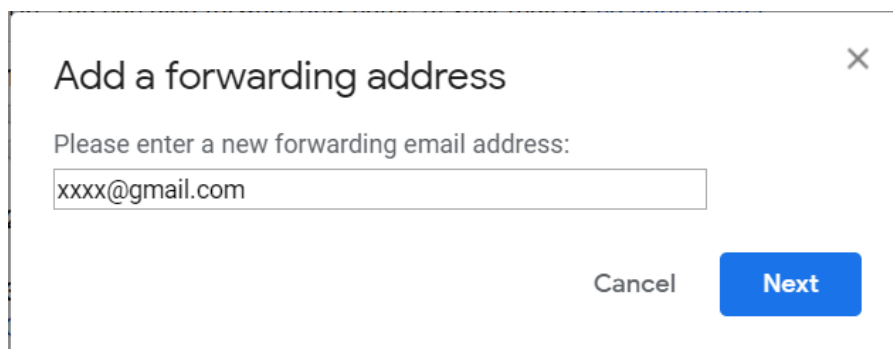 Add a forwarding address
Please enter a new forwarding email address:
xxxx@gmail.com
Cancel
Next